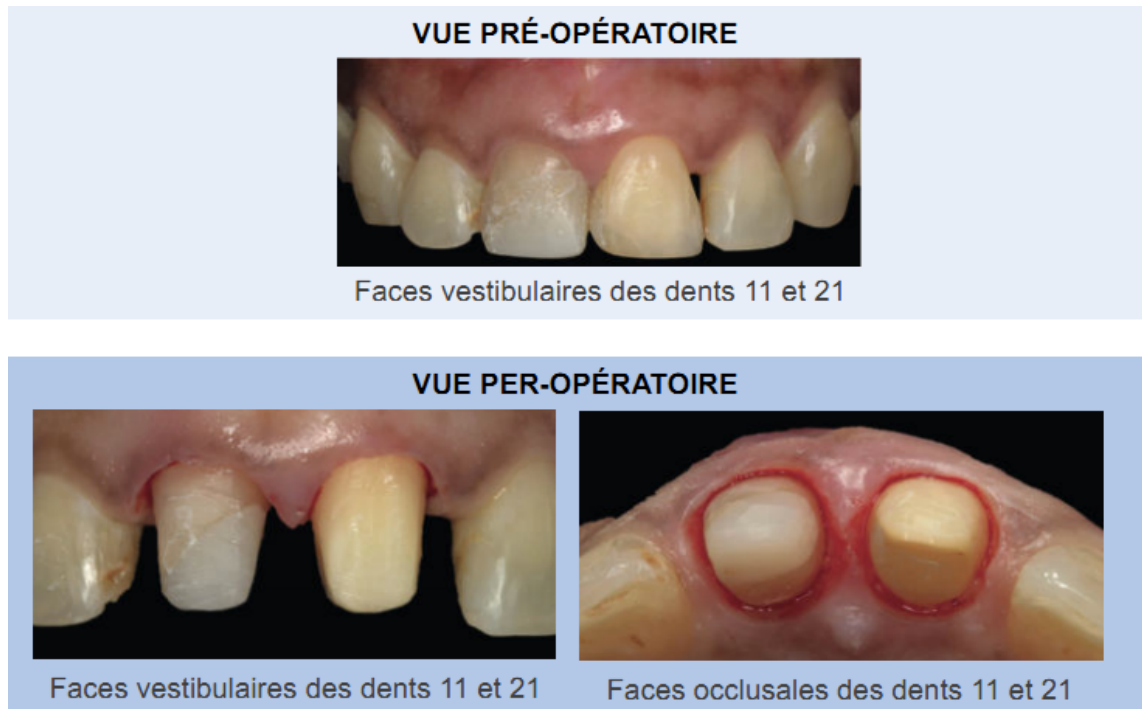 VUE PRÉ-OPÉRATOIRE
Faces vestibulaires des dents 11 et 21
VUE PER-OPÉRATOIRE
Faces vestibulaires des dents 11 et 21
Faces occlusales des dents 11 et 21